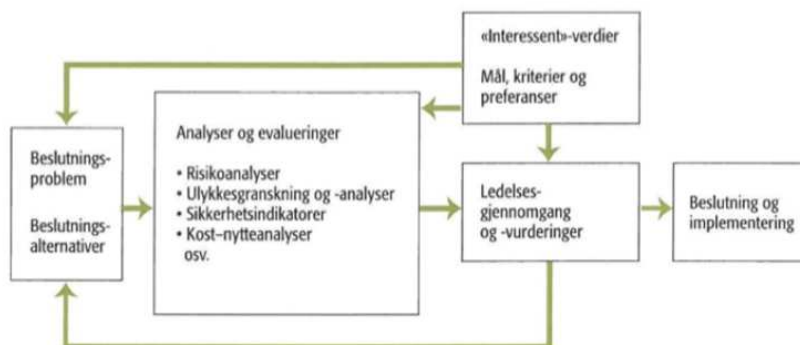 «Interessent»-verdier
Mål, kriterier og
preferanser
Beslutnings-
problem
Beslutnings-
alternativer
Analyser og evalueringer
• Risikoanalyser
• Ulykkesgranskning og -analyser
• Sikkerhetsindikatorer
• Kost–nytteanalyser
osv.
Ledelses-
gjennomgang
og -vurderinger
Beslutning og
implementering